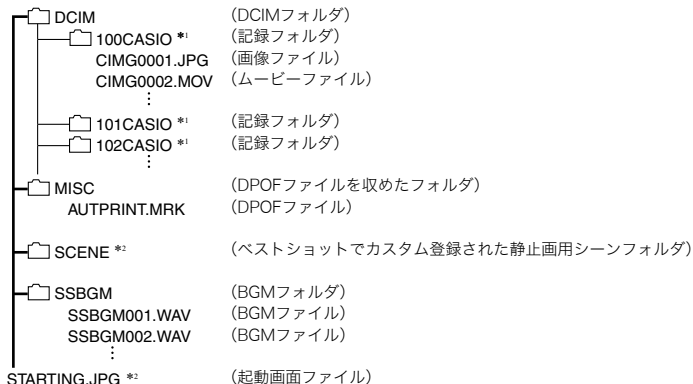 DCIM （DCIMフォルダ）
100CASIO *1 （記録フォルダ）
CIMG0001.JPG （画像ファイル）
CIMG0002.MOV （ムービーファイル）
⋮
101CASIO *1 （記録フォルダ）
102CASIO *1 （記録フォルダ）
⋮
MISC （DPOFファイルを収めたフォルダ）
AUTPRINT.MRK （DPOFファイル）
SCENE *2 （ベストショットでカスタム登録された静止画用シーンフォルダ）
SSBGM （BGMフォルダ）
SSBGM001.WAV （BGMファイル）
SSBGM002.WAV （BGMファイル）
⋮
STARTING.JPG *2 （起動画面ファイル）